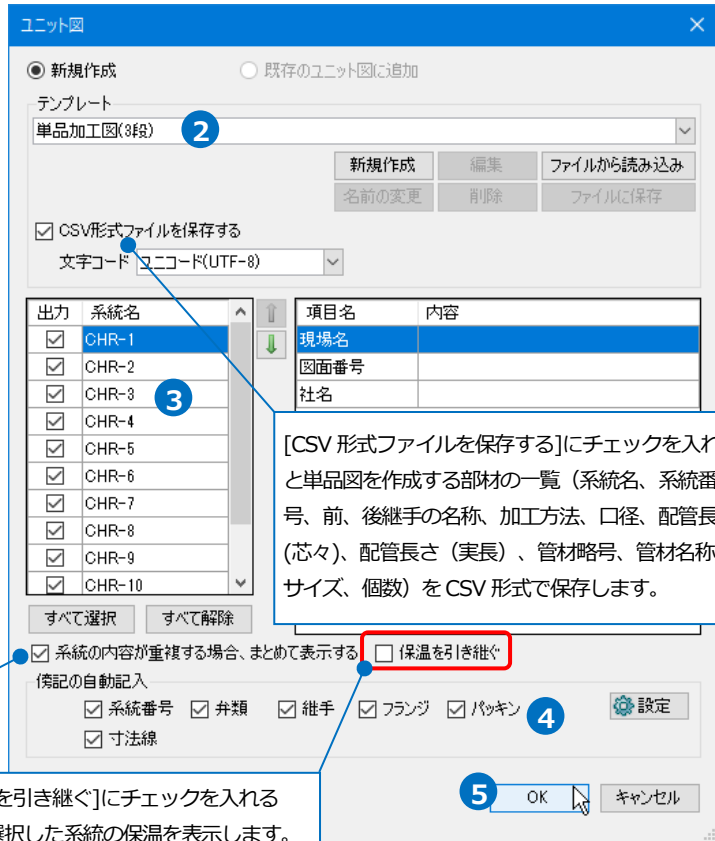 ユニット図
新規作成 既存のユニット図に追加
テンプレート
単品加工図(3段) 2
新規作成 編集 ファイルから読み込み
名前の変更 削除 ファイルに保存
CSV形式ファイルを保存する
文字コード ユニコード(UTF-8)
出力 系統名
CHR-1
CHR-2
CHR-3
CHR-4
CHR-5
CHR-6
CHR-7
CHR-8
CHR-9
CHR-10
3
項目名 内容
現場名
図面番号
社名
[CSV 形式ファイルを保存する]にチェックを入れ
と単品図を作成する部材の一覧（系統名、系統番
号、前、後継手の名称、加工方法、口径、配管長
(芯々)、配管長さ（実長）、管材略号、管材名称
サイズ、個数）を CSV 形式で保存します。
すべて選択 すべて解除
系統の内容が重複する場合、まとめて表示する 保温を引き継ぐ
傍記の自動記入
系統番号 弁類 継手 フランジ パッキン 4 設定
寸法線
を引き継ぐ]にチェックを入れる
選択した系統の保温を表示します。
5 OK キャンセル